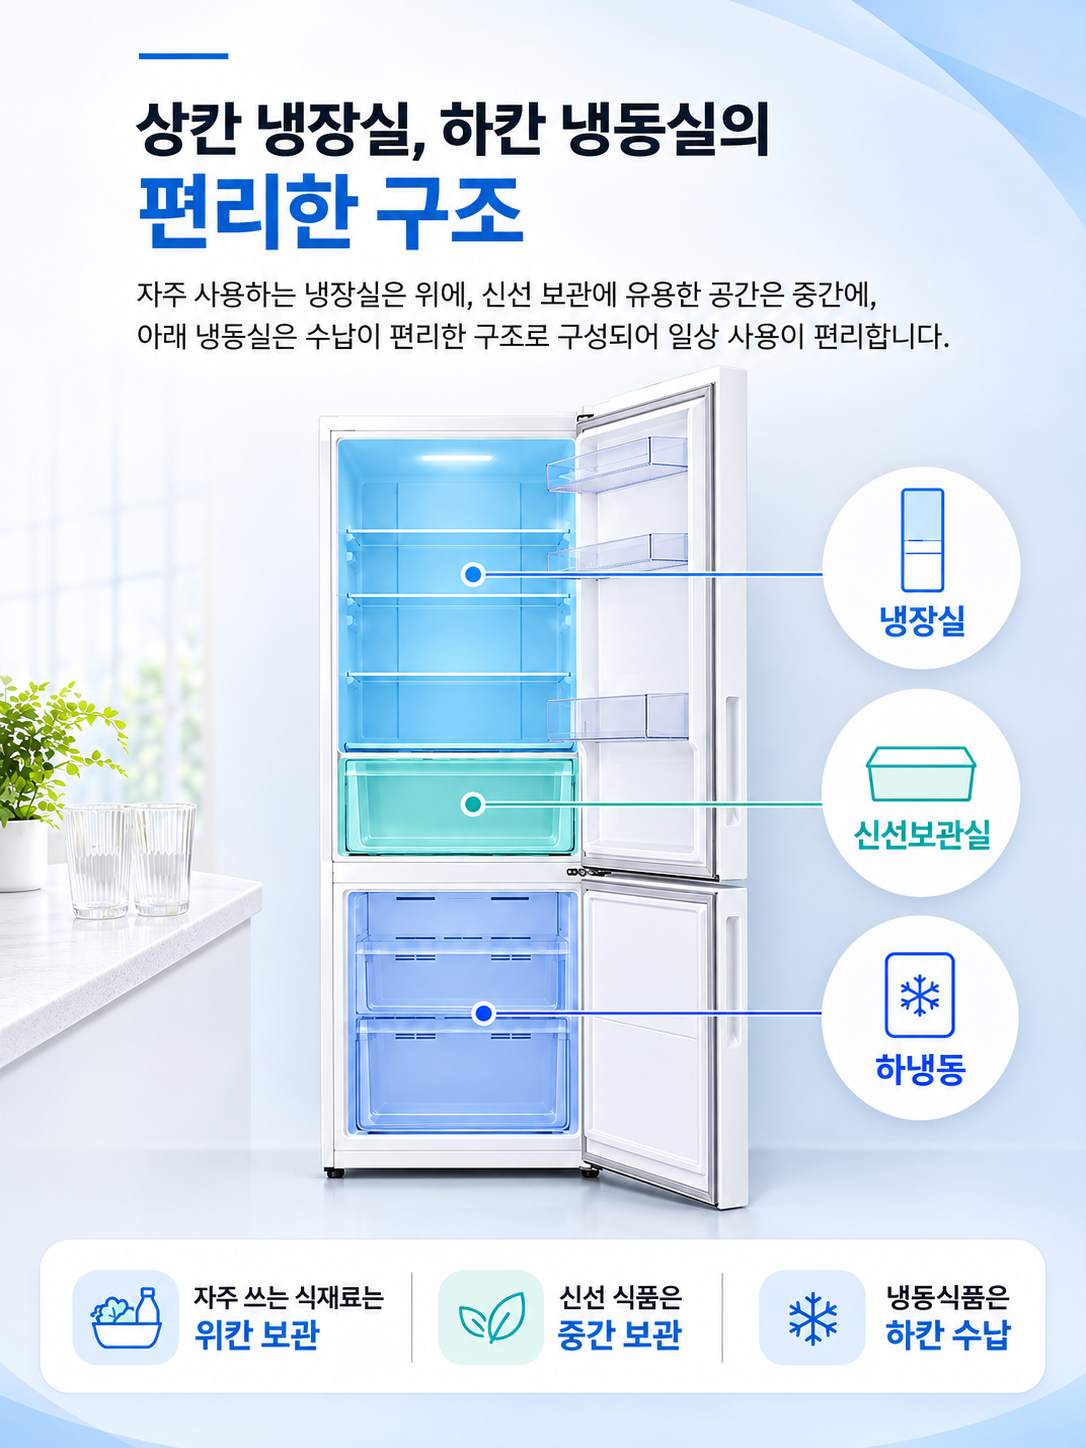 상칸 냉장실, 하칸 냉동실의
편리한 구조
자주 사용하는 냉장실은 위에, 신선 보관에 유용한 공간은 중간에,
아래 냉동실은 수납이 편리한 구조로 구성되어 일상 사용이 편리합니다.
냉장실
신선보관실
하냉동
자주 쓰는 식재료는
위칸 보관
신선 식품은
중간 보관
냉동식품은
하칸 수납